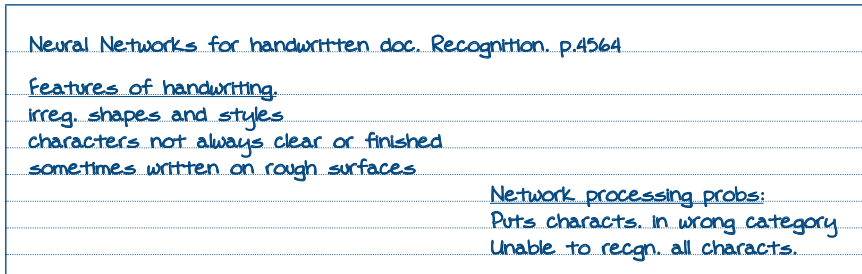 Neural Networks for handwritten doc. Recognition. p.4564
Features of handwriting.
irreg. shapes and styles
characters not always clear or finished
sometimes written on rough surfaces
Network processing probs:
Puts characts. in wrong category
Unable to recgn. all characts.